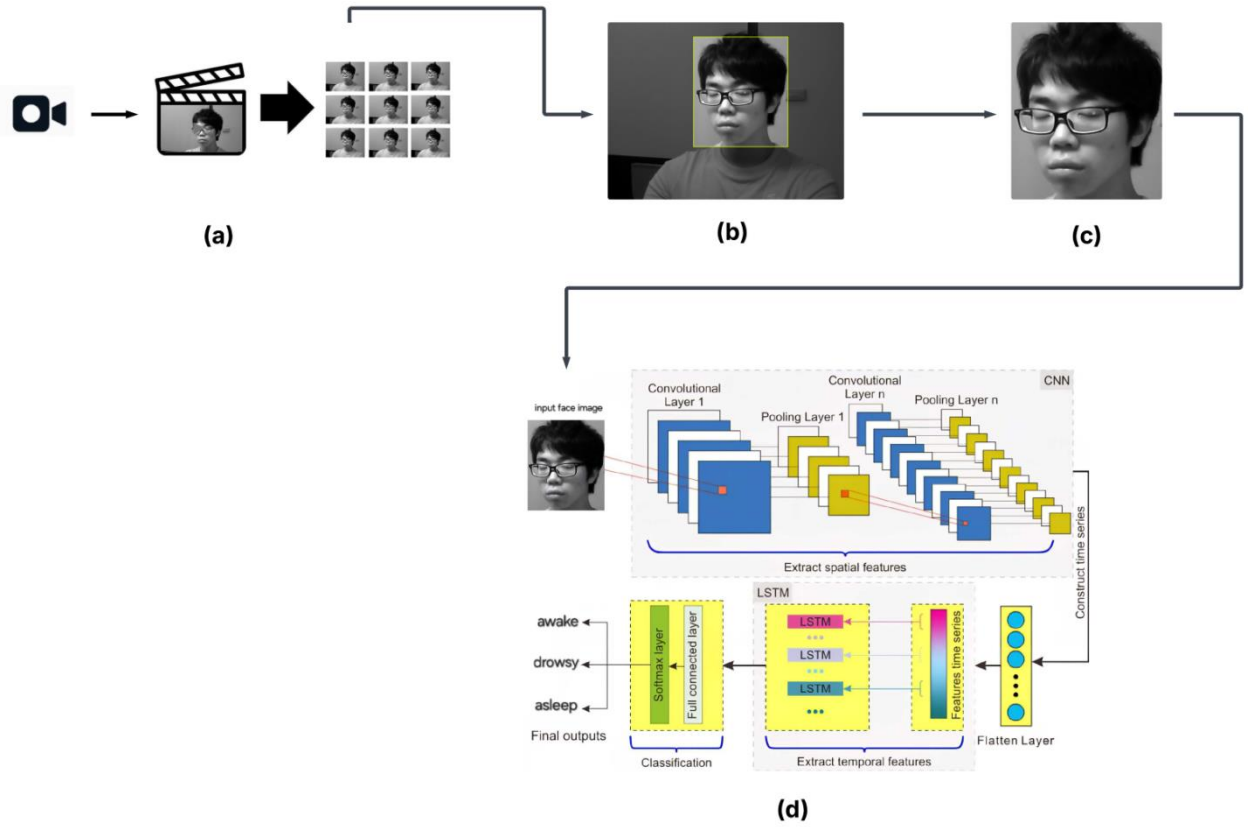 (a)
(b)
(c)
CNN
Convolutional
Layer 1
Pooling Layer 1
Convolutional
Layer n
Pooling Layer n
input face image
Extract spatial features
Construct time series
LSTM
awake
drowsy
asleep
Final outputs
Softmax layer
Full connected layer
Classification
LSTM
LSTM
LSTM
Features time series
Extract temporal features
Flatten Layer
(d)